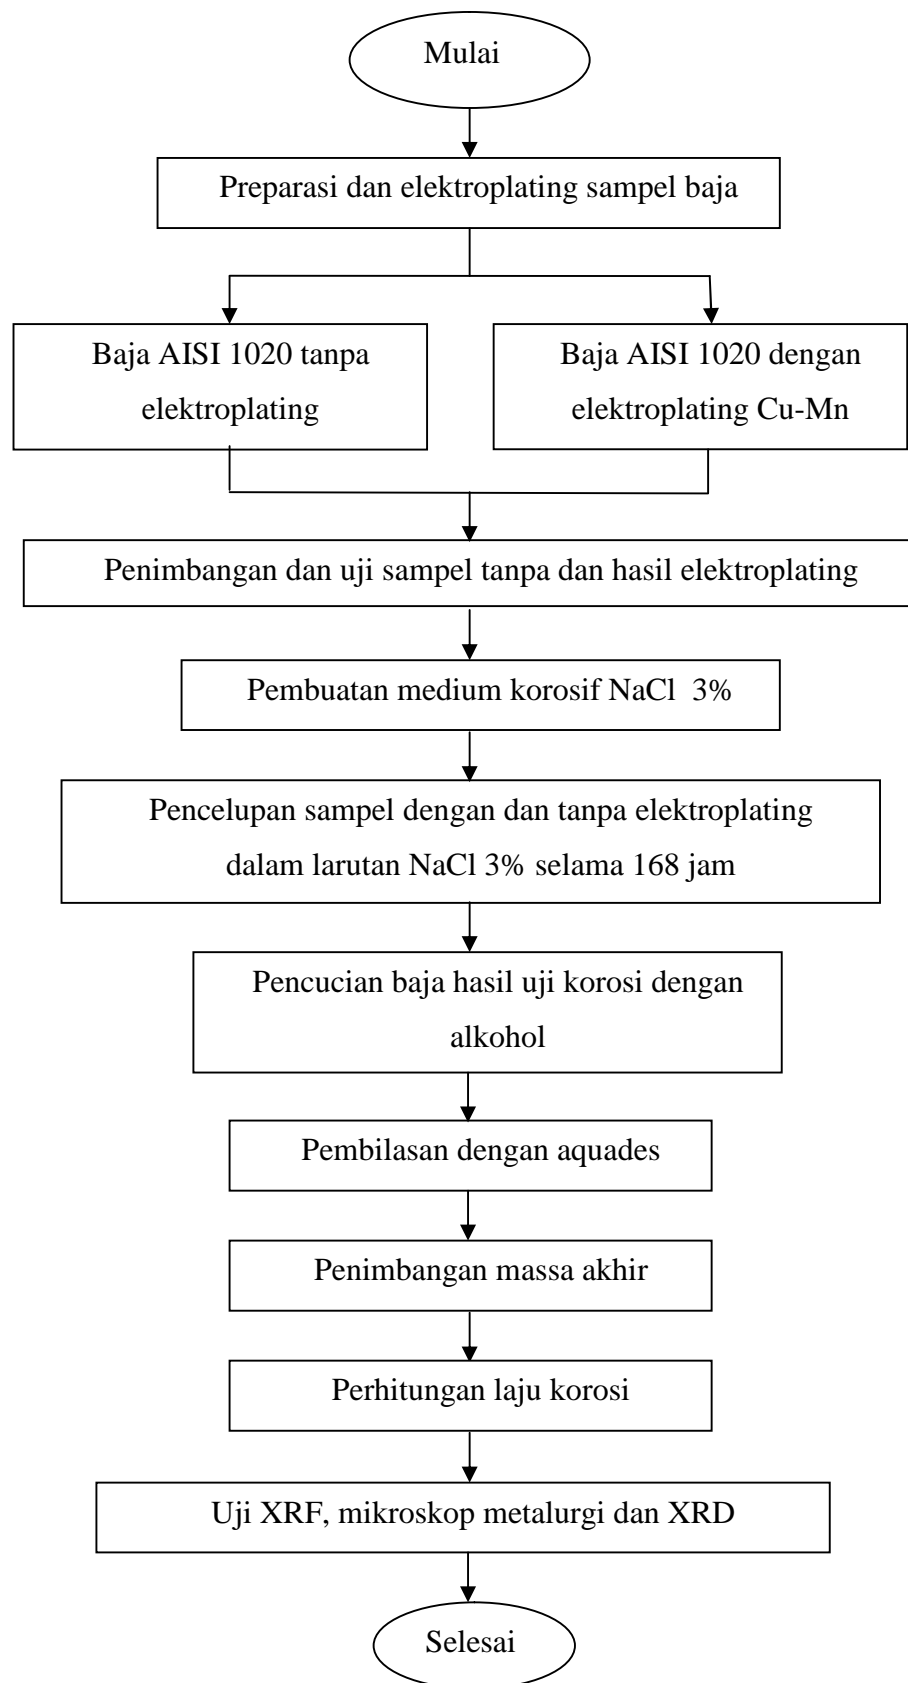 Mulai
Preparasi dan elektroplating sampel baja
Baja AISI 1020 tanpa
elektroplating
Baja AISI 1020 dengan
elektroplating Cu-Mn
Penimbangan dan uji sampel tanpa dan hasil elektroplating
Pembuatan medium korosif NaCl 3%
Pencelupan sampel dengan dan tanpa elektroplating
dalam larutan NaCl 3% selama 168 jam
Pencucian baja hasil uji korosi dengan
alkohol
Pembilasan dengan aquades
Penimbangan massa akhir
Perhitungan laju korosi
Uji XRF, mikroskop metalurgi dan XRD
Selesai